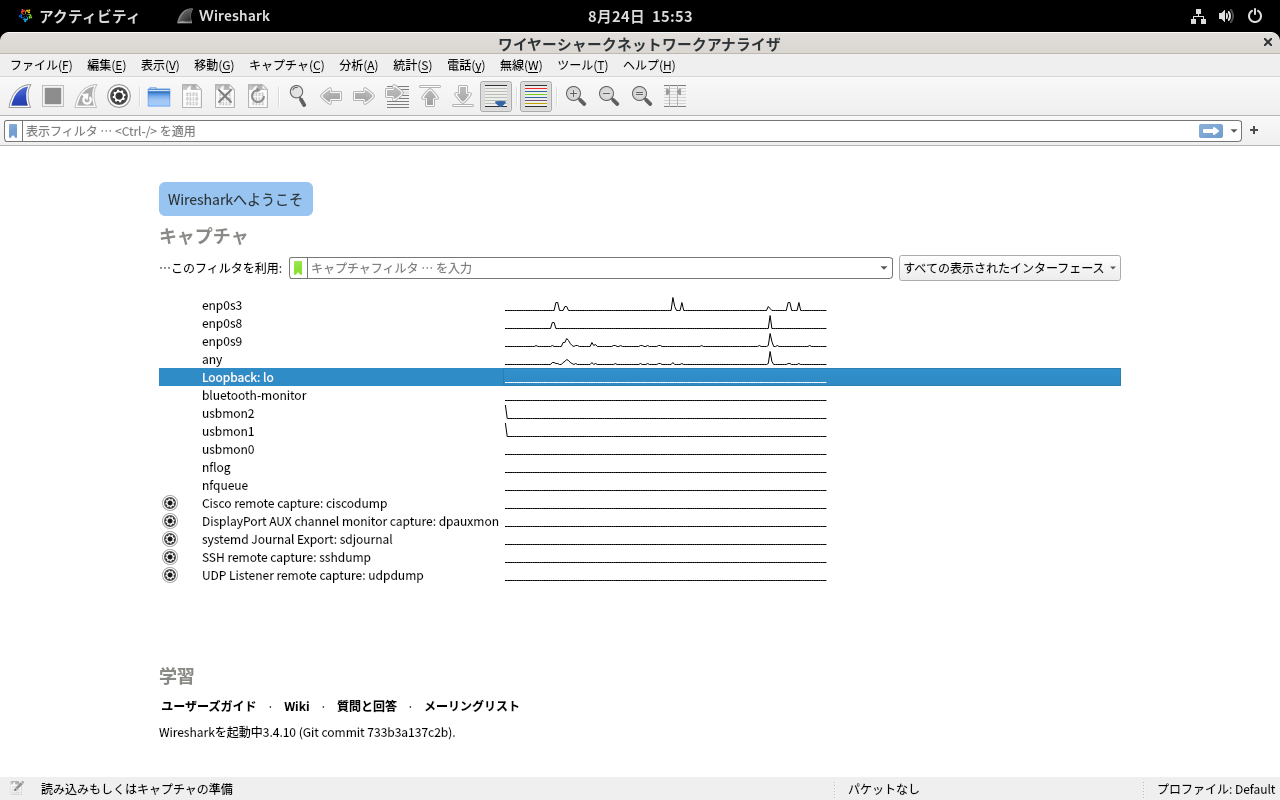 アクティビティ Wireshark 8月24日 15:53
ワイヤーシャークネットワークアナライザ
ファイル(F) 編集(E) 表示(V) 移動(G) キャプチャ(C) 分析(A) 統計(S) 電話(y) 無線(W) ツール(T) ヘルプ(H)
表示フィルタ … <Ctrl-/> を適用
Wiresharkへようこそ
キャプチャ
…このフィルタを利用: キャプチャフィルタ … を入力 すべての表示されたインターフェース
enp0s3
enp0s8
enp0s9
any
Loopback: lo
bluetooth-monitor
usbmon2
usbmon1
usbmon0
nflog
nfqueue
Cisco remote capture: ciscodump
DisplayPort AUX channel monitor capture: dpauxmon
systemd Journal Export: sdjournal
SSH remote capture: sshdump
UDP Listener remote capture: udpdump
学習
ユーザーズガイド · Wiki · 質問と回答 · メーリングリスト
Wiresharkを起動中3.4.10 (Git commit 733b3a137c2b).
読み込みもしくはキャプチャの準備 パケットなし プロファイル: Default